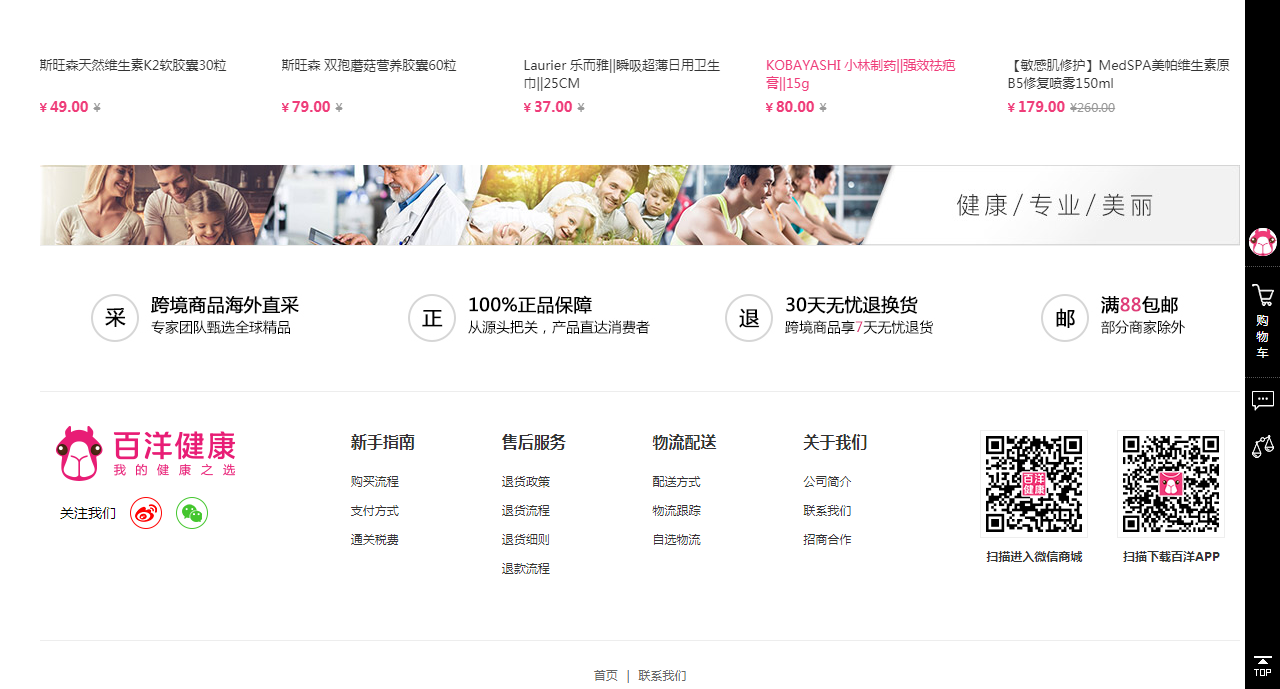 斯旺森天然维生素K2软胶囊30粒
¥ 49.00 ¥
斯旺森 双孢蘑菇营养胶囊60粒
¥ 79.00 ¥
Laurier 乐而雅||瞬吸超薄日用卫生
巾||25CM
¥ 37.00 ¥
KOBAYASHI 小林制药||强效祛疤
膏||15g
¥ 80.00 ¥
【敏感肌修护】MedSPA美帕维生素原
B5修复喷雾150ml
¥ 179.00 ¥260.00
健康/专业/美丽
采
跨境商品海外直采
专家团队甄选全球精品
正
100%正品保障
从源头把关，产品直达消费者
退
30天无忧退换货
跨境商品享7天无忧退货
邮
满88包邮
部分商家除外
购
物
车
百洋健康
我的健康之选
关注我们
新手指南
购买流程
支付方式
通关税费
售后服务
退货政策
退货流程
退货细则
退款流程
物流配送
配送方式
物流跟踪
自选物流
关于我们
公司简介
联系我们
招商合作
百洋
健康
扫描进入微信商城
扫描下载百洋APP
首页 | 联系我们
TOP